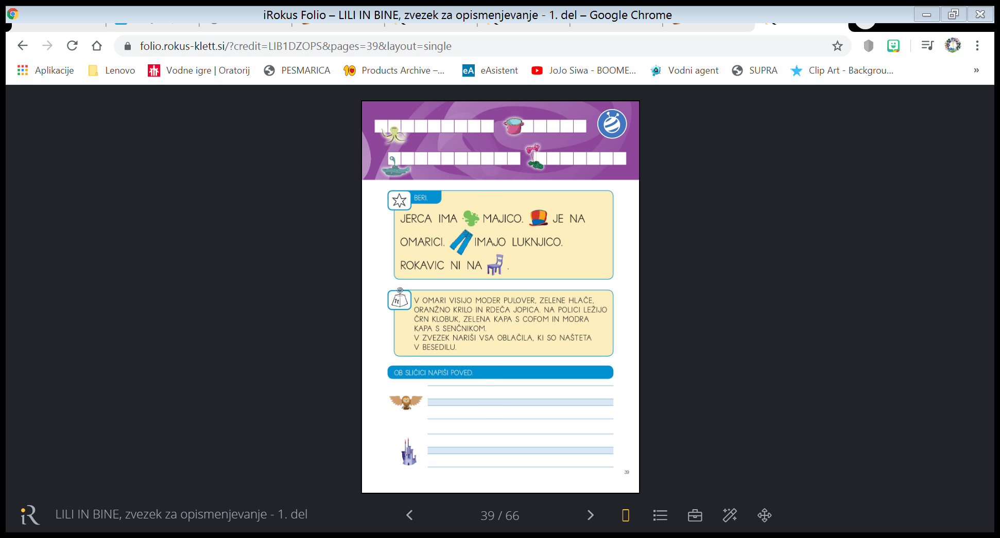 iRokus Folio – LILI IN BINE, zvezek za opismenjevanje - 1. del – Google Chrome
folio.rokus-klett.si/?credit=LIB1DZOPS&pages=39&layout=single
Aplikacije Lenovo Vodne igre | Oratorij PESMARICA Products Archive –... eA eAsistent JoJo Siwa - BOOME... Vodni agent SUPRA Clip Art - Backgrou... »
BERI.
JERCA IMA MAJICO. JE NA
OMARICI. IMAJO LUKNJICO.
ROKAVIC NI NA .
1t
V OMARI VISIJO MODER PULOVER, ZELENE HLAČE,
ORANŽNO KRILO IN RDEČA JOPICA. NA POLICI LEŽIJO
ČRN KLOBUK, ZELENA KAPA S COFOM IN MODRA
KAPA S SENČNIKOM.
V ZVEZEK NARIŠI VSA OBLAČILA, KI SO NAŠTETA
V BESEDILU.
OB SLIČICI NAPIŠI POVED.
39
iR LILI IN BINE, zvezek za opismenjevanje - 1. del 39 / 66